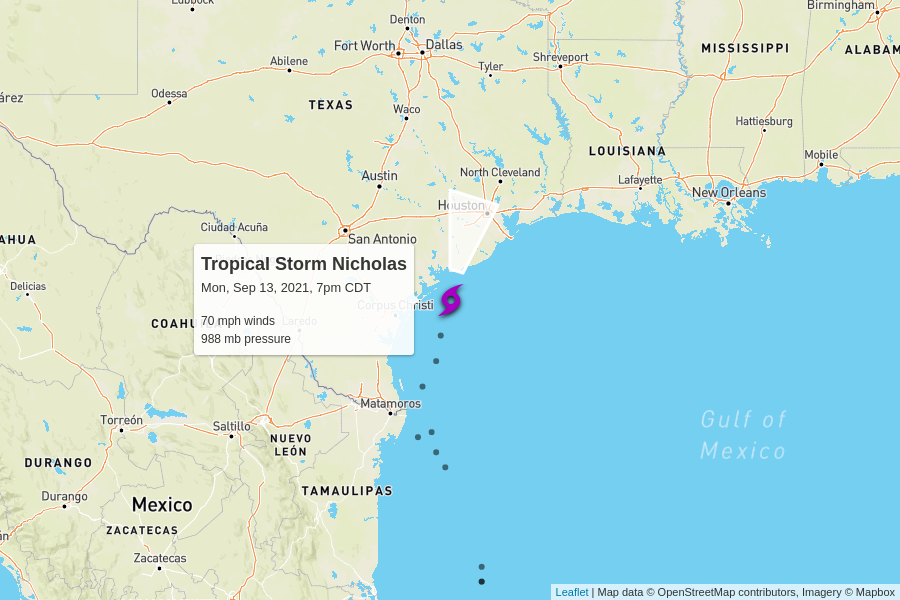 Lubbock
Denton
Birmingham
Fort Worth
Dallas
MISSISSIPPI
ALABAM
Abilene
Tyler
Shreveport
Odessa
árez
TEXAS
Waco
Hattiesburg
LOUISIANA
Mobile
Austin
North Cleveland
Lafayette
New Orleans
Houston
Ciudad Acuña
San Antonio
AHUA
Tropical Storm Nicholas
Mon, Sep 13, 2021, 7pm CDT
Delicias
Corpus Christi
70 mph winds
COAHU
Laredo
988 mb pressure
Matamoros
Torreón
Saltillo
Gulf of
Mexico
NUEVO
LEÓN
DURANGO
TAMAULIPAS
Durango
Mexico
ZACATECAS
Zacatecas
Leaflet | Map data © OpenStreetMap contributors, Imagery © Mapbox